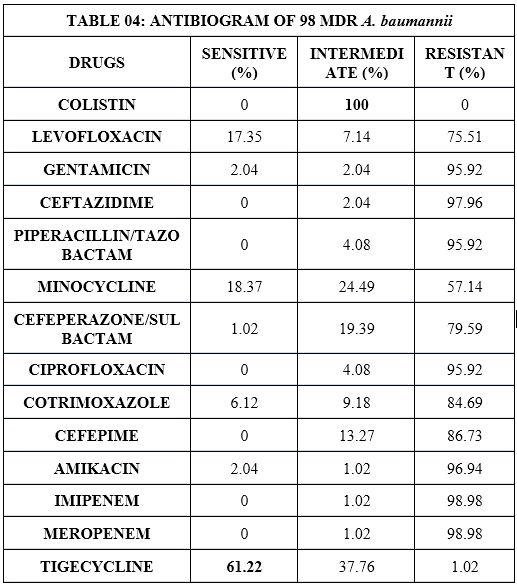 TABLE 04: ANTIBIOGRAM OF 98 MDR A. baumannii
DRUGS SENSITIVE (%) INTERMEDI ATE (%) RESISTAN T (%)
COLISTIN 0 100 0
LEVOFLOXACIN 17.35 7.14 75.51
GENTAMICIN 2.04 2.04 95.92
CEFTAZIDIME 0 2.04 97.96
PIPERACILLIN/TAZO BACTAM 0 4.08 95.92
MINOCYCLINE 18.37 24.49 57.14
CEFEPERAZONE/SUL BACTAM 1.02 19.39 79.59
CIPROFLOXACIN 0 4.08 95.92
COTRIMOXAZOLE 6.12 9.18 84.69
CEFEPIME 0 13.27 86.73
AMIKACIN 2.04 1.02 96.94
IMIPENEM 0 1.02 98.98
MEROPENEM 0 1.02 98.98
TIGECYCLINE 61.22 37.76 1.02